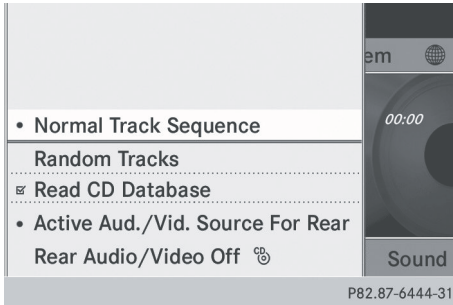 em
00:00
• Normal Track Sequence
Random Tracks
Read CD Database
• Active Aud./Vid. Source For Rear
Rear Audio/Video Off CD
Sound
P82.87-6444-31